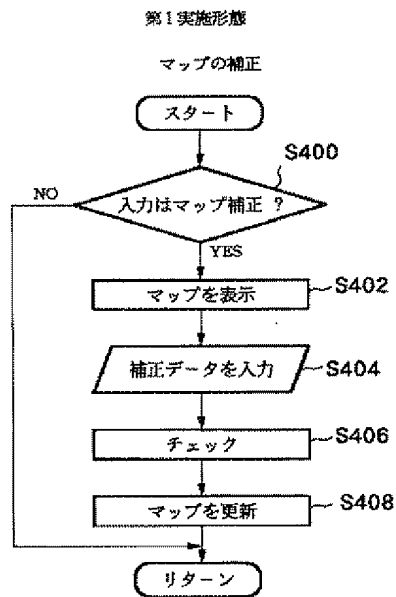 第1実施形態
マップの補正
スタート
S400
入力はマップ補正？
NO
YES
マップを表示
S402
補正データを入力
S404
チェック
S406
マップを更新
S408
リターン